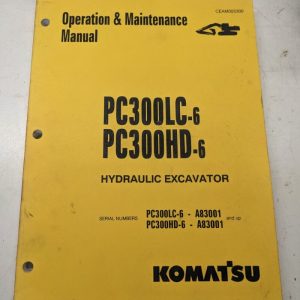 Operation & Maintenance
Manual
PC300LC-6
PC300HD-6
HYDRAULIC EXCAVATOR
SERIAL NUMBERS PC300LC-6 - A83001 and up
PC300HD-6 - A83001
KOMATSU